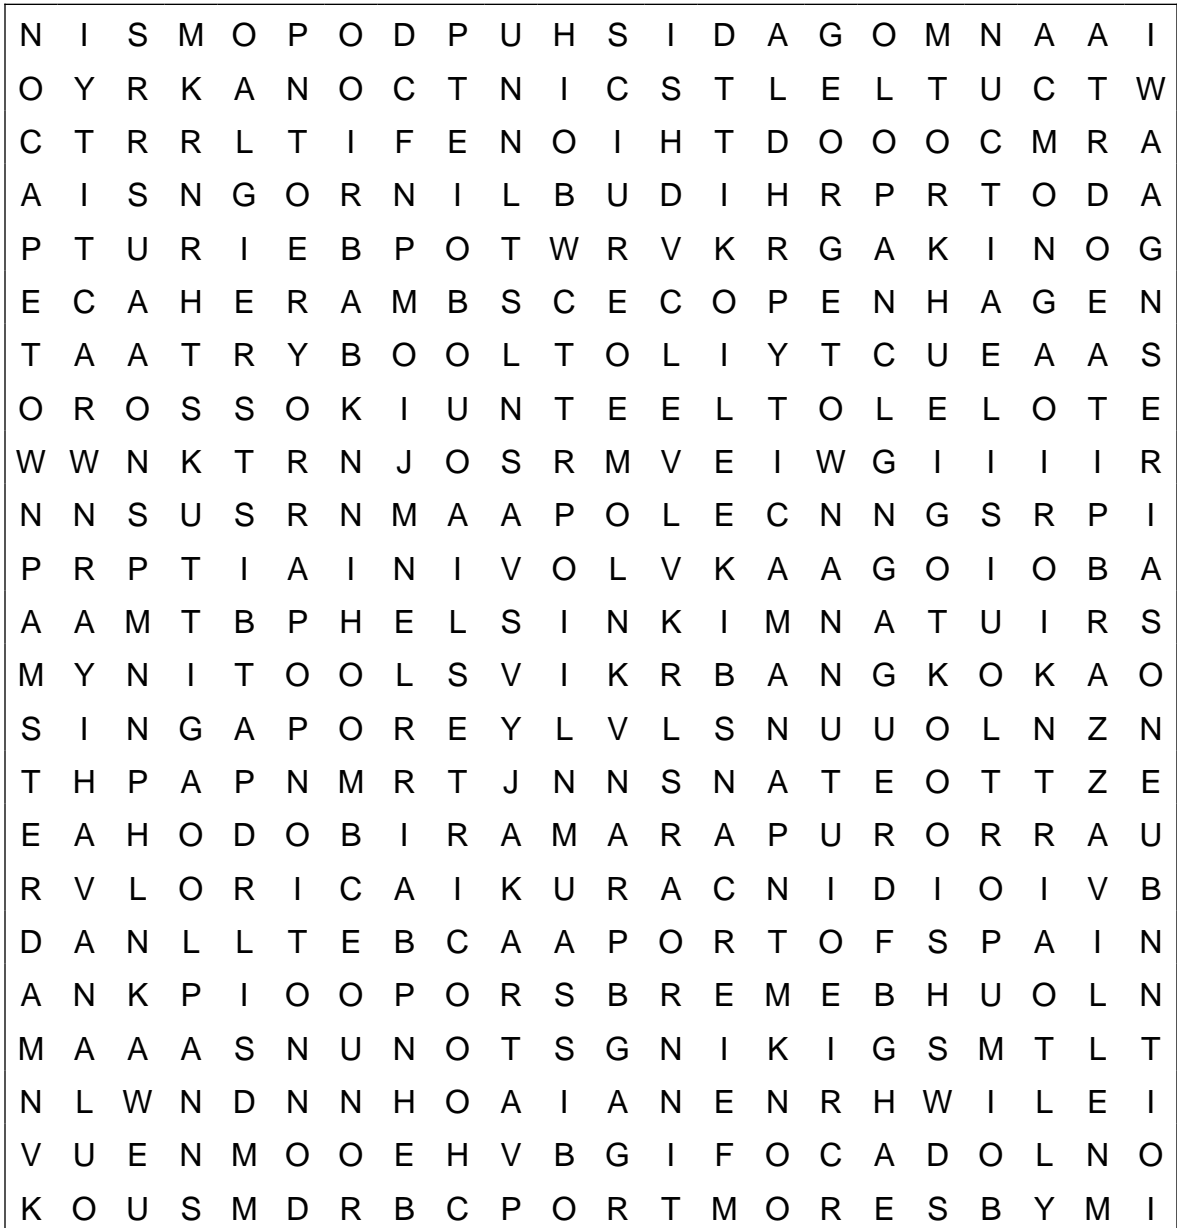 N I S M O P O D P U H S I D A G O M N A A I
O Y R K A N O C T N I C S T L E L T U C T W
C T R R L T I F E N O I H T D O O O C M R A
A I S N G O R N I L B U D I H R P R T O D A
P T U R I E B P O T W R V K R G A K I N O G
E C A H E R A M B S C E C O P E N H A G E N
T A A T R Y B O O L T O L I Y T C U E A A S
O R O S S O K I U N T E E L T O L E L O T E
W W N K T R N J O S R M V E I W G I I I I R
N N S U S R N M A A P O L E C N N G S R P I
P R P T I A I N I V O L V K A A G O I O B A
A A M T B P H E L S I N K I M N A T U I R S
M Y N I T O O L S V I K R B A N G K O K A O
S I N G A P O R E Y L V L S N U U O L N Z N
T H P A P N M R T J N N S N A T E O T T Z E
E A H O D O B I R A M A R A P U R O R R A U
R V L O R I C A I K U R A C N I D I O I V B
D A N L L T E B C A A P O R T O F S P A I N
A N K P I O O P O R S B R E M E B H U O L N
M A A A S N U N O T S G N I K I G S M T L T
N L W N D N N H O A I A N E N R H W I L E I
V U E N M O O E H V B G I F O C A D O L N O
K O U S M D R B C P O R T M O R E S B Y M I